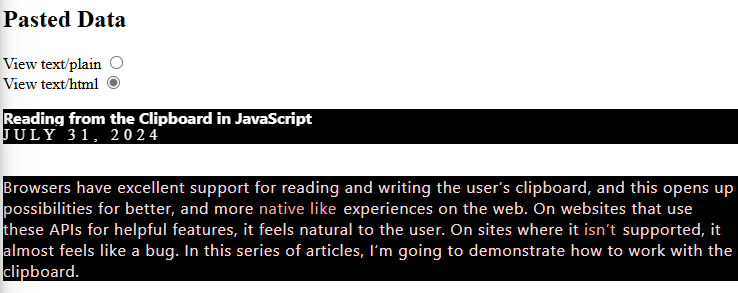 Pasted Data
View text/plain
View text/html
Reading from the Clipboard in JavaScript
JULY 31, 2024
Browsers have excellent support for reading and writing the user’s clipboard, and this opens up
possibilities for better, and more native like experiences on the web. On websites that use
these APIs for helpful features, it feels natural to the user. On sites where it isn’t supported, it
almost feels like a bug. In this series of articles, I’m going to demonstrate how to work with the
clipboard.